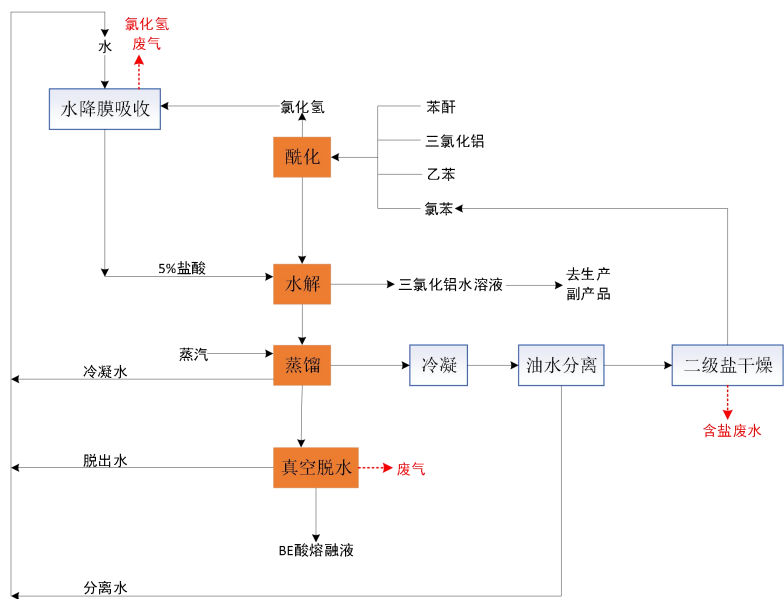 氯化氢
废气
水
水降膜吸收
氯化氢
苯酐
三氯化铝
酰化
乙苯
氯苯
5%盐酸
水解
三氯化铝水溶液
去生产
副产品
蒸汽
蒸馏
冷凝
油水分离
二级盐干燥
冷凝水
含盐废水
脱出水
真空脱水
废气
BE酸熔融液
分离水